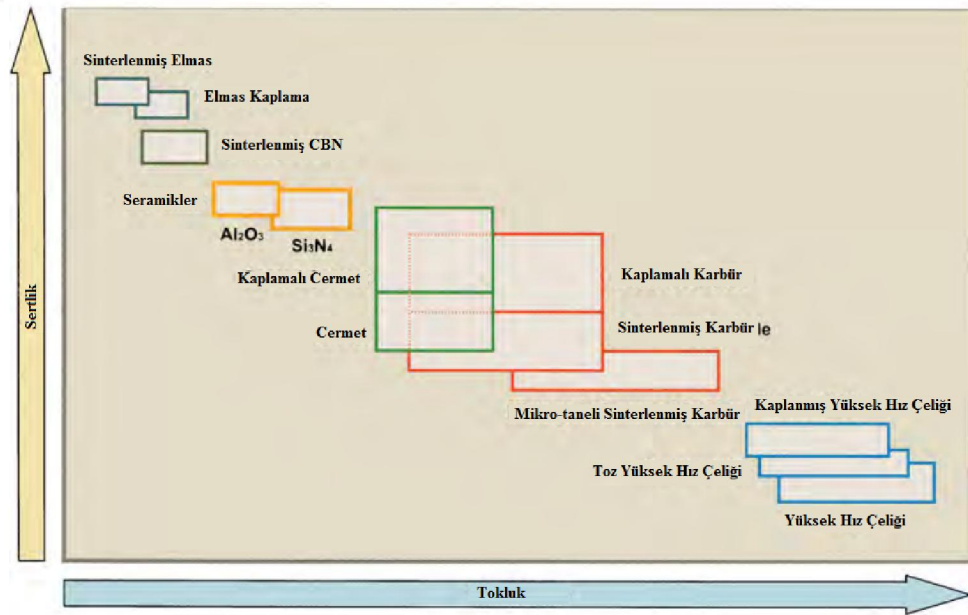 Sinterlenmiş Elmas
Elmas Kaplama
Sinterlenmiş CBN
Seramikler
Al₂O₃
Si₃N₄
Kaplamalı Cermet
Kaplamalı Karbür
Cermet
Sinterlenmiş Karbür le
Mikro-taneli Sinterlenmiş Karbür
Kaplanmış Yüksek Hız Çeliği
Toz Yüksek Hız Çeliği
Yüksek Hız Çeliği
Sertlik
Tokluk